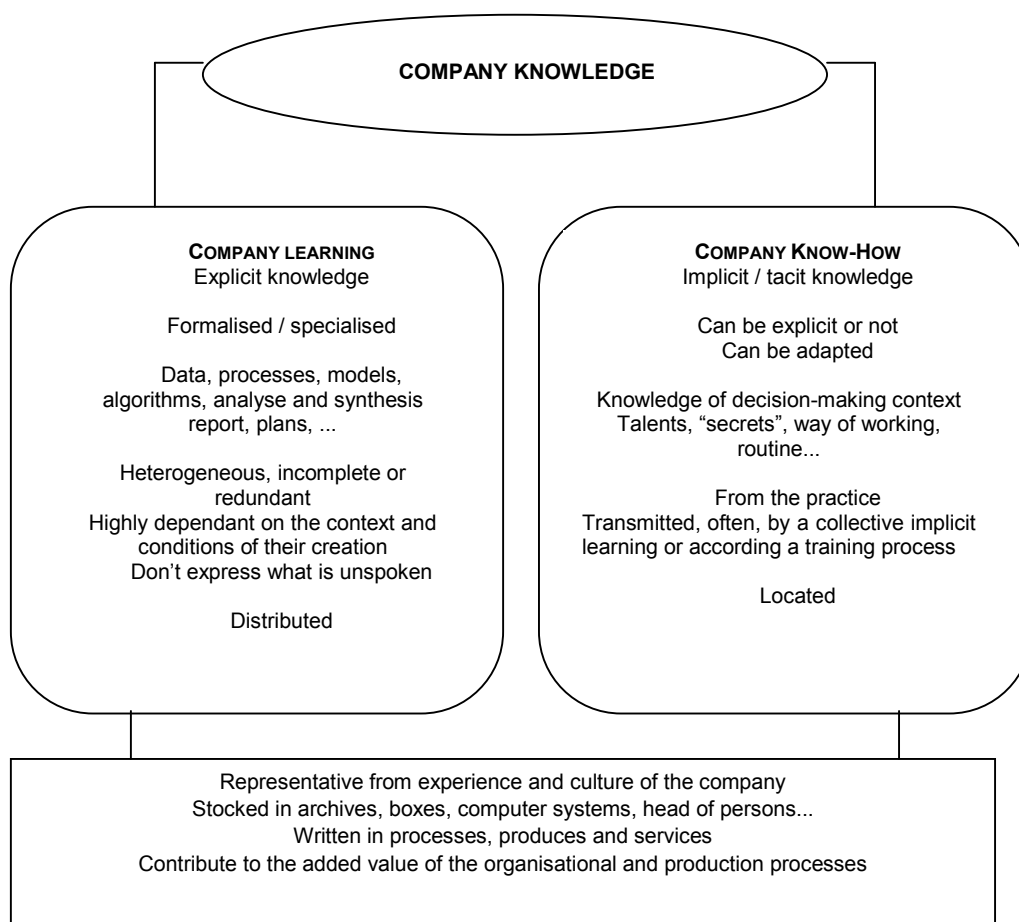 COMPANY KNOWLEDGE
COMPANY LEARNING
Explicit knowledge
Formalised / specialised
Data, processes, models,
algorithms, analyse and synthesis
report, plans, ...
Heterogeneous, incomplete or
redundant
Highly dependant on the context and
conditions of their creation
Don’t express what is unspoken
Distributed
COMPANY KNOW-HOW
Implicit / tacit knowledge
Can be explicit or not
Can be adapted
Knowledge of decision-making context
Talents, “secrets”, way of working,
routine...
From the practice
Transmitted, often, by a collective implicit
learning or according a training process
Located
Representative from experience and culture of the company
Stocked in archives, boxes, computer systems, head of persons...
Written in processes, produces and services
Contribute to the added value of the organisational and production processes